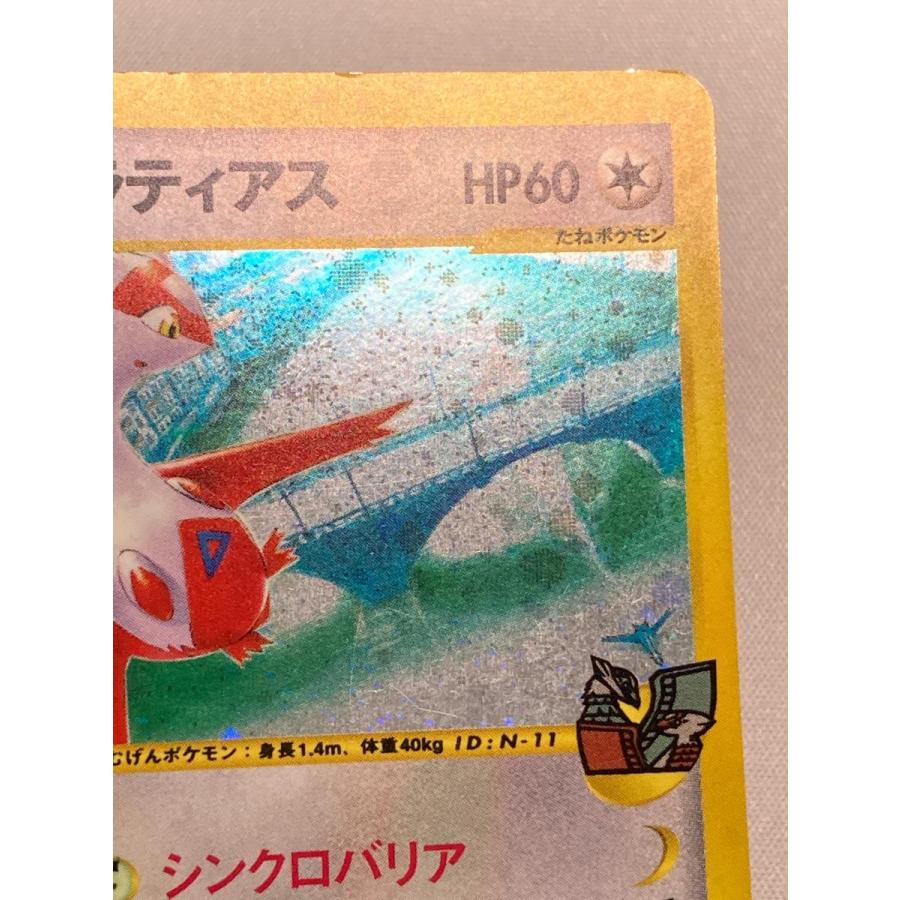 ラティアス HP60
たねポケモン
むげんポケモン：身長1.4m、体重40kg ID:N-11
シンクロバリア